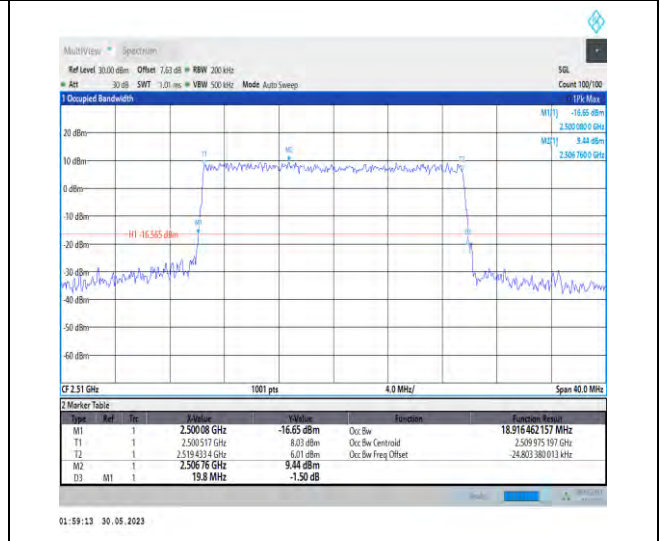 MultiView Spectrum
Ref Level 30.00 dBm Offset 7.63 dB RBW 200 kHz SGL
Att 30 dB SWT 1.01 ms VBW 500 kHz Mode Auto Sweep Count 100/100
1 Occupied Bandwidth 1Pk Max
M1[1] -16.65 dBm
2.500 080 0 GHz
M2[1] 9.44 dBm
2.506 760 0 GHz
20 dBm
T1 M2 T2
10 dBm
0 dBm
-10 dBm
M1
H1 -16.565 dBm
D3
-20 dBm
-30 dBm
-40 dBm
-50 dBm
-60 dBm
CF 2.51 GHz 1001 pts 4.0 MHz/ Span 40.0 MHz
2 Marker Table
Type Ref Trc X-Value Y-Value Function Function Result
M1 1 2.50008 GHz -16.65 dBm Occ Bw 18.916 462 157 MHz
T1 1 2.500 517 GHz 8.03 dBm Occ Bw Centroid 2.509 975 197 GHz
T2 1 2.519 433 4 GHz 6.01 dBm Occ Bw Freq Offset -24.803 380 013 kHz
M2 1 2.506 76 GHz 9.44 dBm
D3 M1 1 19.8 MHz -1.50 dB
01:59:13 30.05.2023